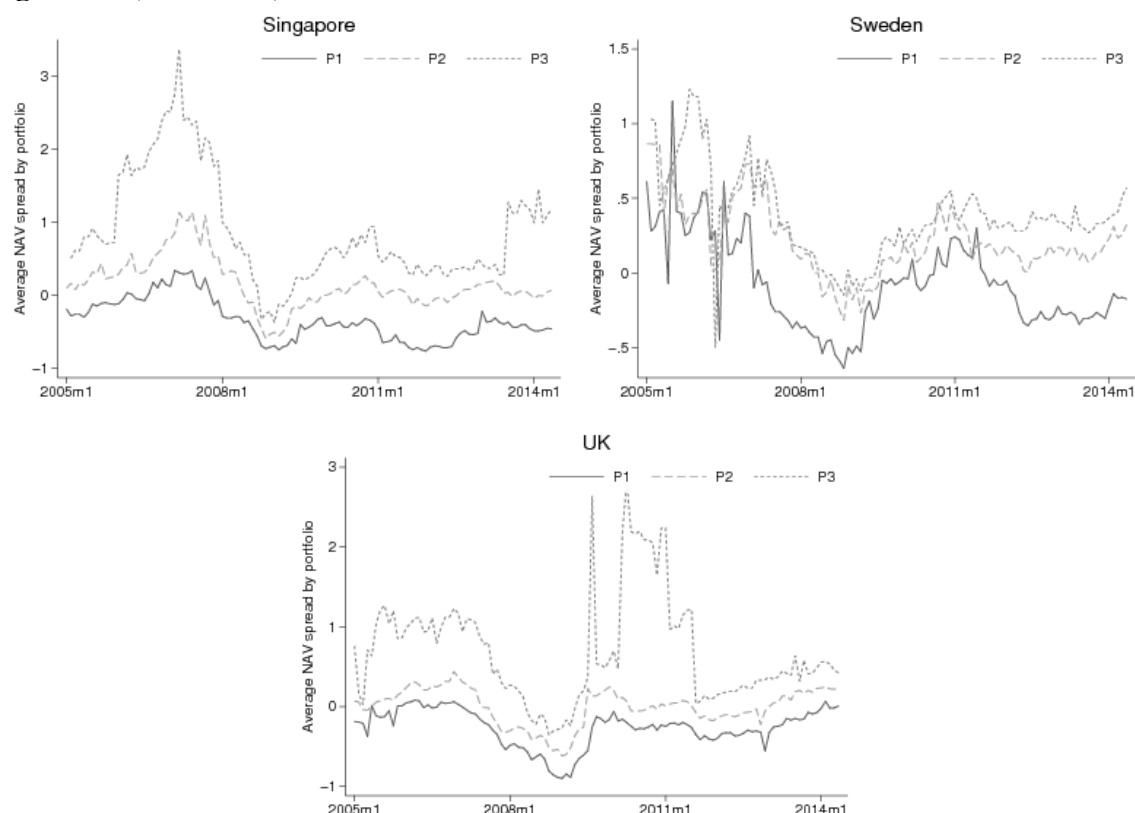 Singapore
P1 P2 P3
Average NAV spread by portfolio
3
2
1
0
−1
2005m1 2008m1 2011m1 2014m1
Sweden
P1 P2 P3
Average NAV spread by portfolio
1.5
1
.5
0
−.5
2005m1 2008m1 2011m1 2014m1
UK
P1 P2 P3
Average NAV spread by portfolio
3
2
1
0
−1
2005m1 2008m1 2011m1 2014m1